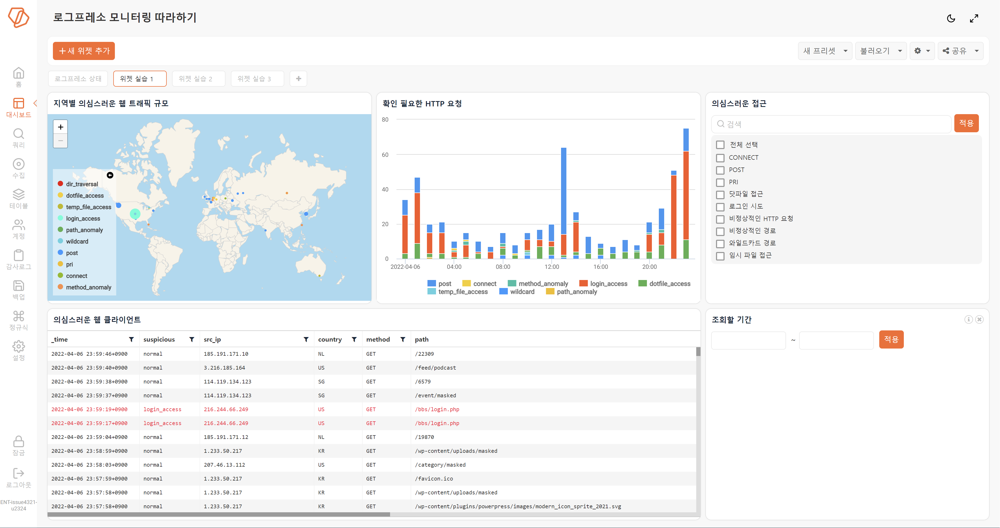 로그프레소 모니터링 따라하기
새 위젯 추가
새 프리셋
불러오기
공유
로그프레소 상태
위젯 실습 1
위젯 실습 2
위젯 실습 3
홈
대시보드
쿼리
수집
테이블
계정
감사로그
백업
정규식
설정
잠금
로그아웃
ENT-issue4321-
u2324
지역별 의심스러운 웹 트래픽 규모
+
−
dir_traversal
dotfile_access
temp_file_access
login_access
path_anomaly
wildcard
post
pri
connect
method_anomaly
확인 필요한 HTTP 요청
80
60
40
20
0
2022-04-06 04:00 08:00 12:00 16:00 20:00
post connect method_anomaly login_access dotfile_access
temp_file_access wildcard path_anomaly
의심스러운 접근
검색
적용
전체 선택
CONNECT
POST
PRI
닷파일 접근
로그인 시도
비정상적인 HTTP 요청
비정상적인 경로
와일드카드 경로
임시 파일 접근
의심스러운 웹 클라이언트
_time suspicious src_ip country method path
2022-04-06 23:59:46+0900 normal 185.191.171.10 NL GET /22309
2022-04-06 23:59:40+0900 normal 3.216.185.164 US GET /feed/podcast
2022-04-06 23:59:38+0900 normal 114.119.134.123 SG GET /6579
2022-04-06 23:59:37+0900 normal 114.119.134.123 SG GET /event/masked
2022-04-06 23:59:19+0900 login_access 216.244.66.249 US GET /bbs/login.php
2022-04-06 23:59:17+0900 login_access 216.244.66.249 US GET /bbs/login.php
2022-04-06 23:59:04+0900 normal 185.191.171.12 NL GET /19870
2022-04-06 23:58:59+0900 normal 1.233.50.217 KR GET /wp-content/uploads/masked
2022-04-06 23:58:03+0900 normal 207.46.13.112 US GET /category/masked
2022-04-06 23:57:59+0900 normal 1.233.50.217 KR GET /favicon.ico
2022-04-06 23:57:58+0900 normal 1.233.50.217 KR GET /wp-content/uploads/masked
2022-04-06 23:57:58+0900 normal 1.233.50.217 KR GET /wp-content/plugins/powerpress/images/modern_icon_sprite_2021.svg
조회할 기간
~
적용